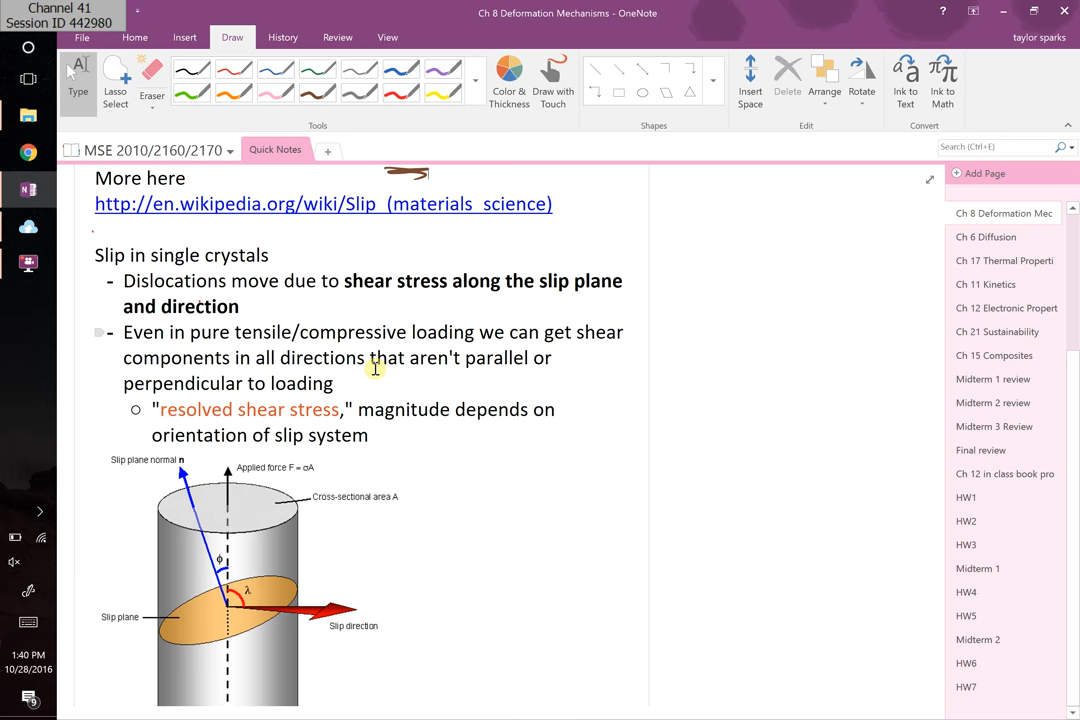 Channel 41
Session ID 442980
Ch 8 Deformation Mechanisms - OneNote
?
taylor sparks
File Home Insert Draw History Review View
Type
Lasso Select
Eraser
Color & Thickness
Draw with Touch
Insert Space
Delete
Arrange
Rotate
Ink to Text
Ink to Math
Tools
Shapes
Edit
Convert
MSE 2010/2160/2170
Quick Notes
+
Search (Ctrl+E)
Add Page
More here
http://en.wikipedia.org/wiki/Slip_(materials_science)
Slip in single crystals
- Dislocations move due to shear stress along the slip plane
and direction
- Even in pure tensile/compressive loading we can get shear
components in all directions that aren't parallel or
perpendicular to loading
○ "resolved shear stress," magnitude depends on
orientation of slip system
Slip plane normal n
Applied force F = σA
Cross-sectional area A
ϕ
λ
Slip plane
Slip direction
Ch 8 Deformation Mec
Ch 6 Diffusion
Ch 17 Thermal Properti
Ch 11 Kinetics
Ch 12 Electronic Propert
Ch 21 Sustainability
Ch 15 Composites
Midterm 1 review
Midterm 2 review
Midterm 3 Review
Final review
Ch 12 in class book pro
HW1
HW2
HW3
Midterm 1
HW4
HW5
Midterm 2
HW6
HW7
1:40 PM
10/28/2016
9